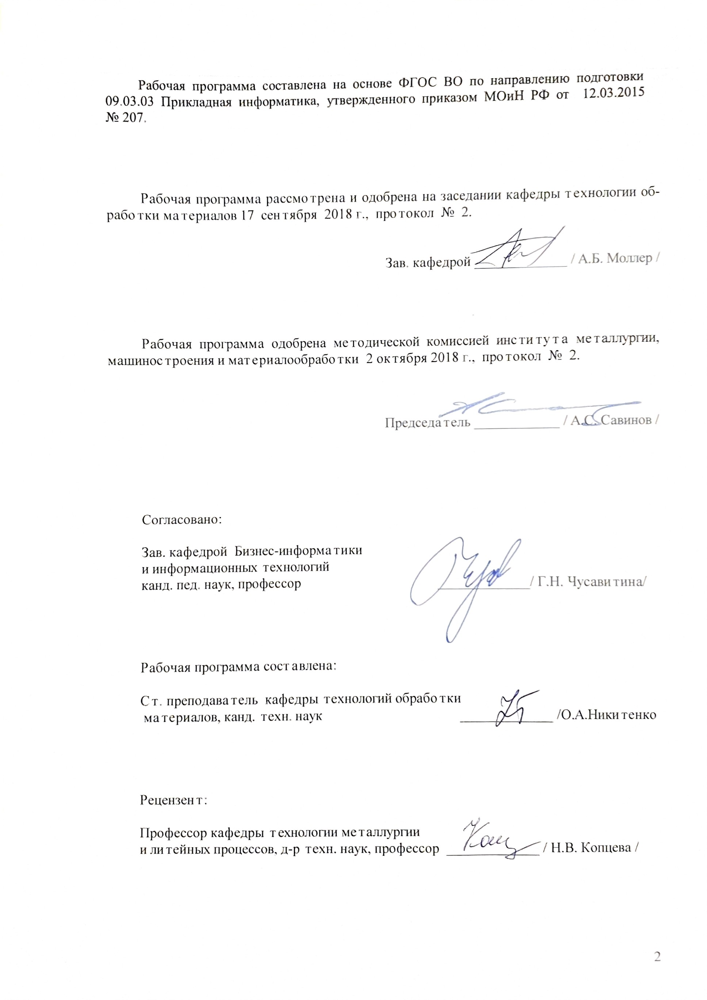 Рабочая программа составлена на основе ФГОС ВО по направлению подготовки
09.03.03 Прикладная информатика, утвержденного приказом МОиН РФ от 12.03.2015
№ 207.
Рабочая программа рассмотрена и одобрена на заседании кафедры технологии об-
работки материалов 17 сентября 2018 г., протокол № 2.
Зав. кафедрой / А.Б. Моллер /
Рабочая программа одобрена методической комиссией института металлургии,
машиностроения и материалообработки 2 октября 2018 г., протокол № 2.
Председатель / А.С. Савинов /
Согласовано:
Зав. кафедрой Бизнес-информатики
и информационных технологий
канд. пед. наук, профессор / Г.Н. Чусавитина/
Рабочая программа составлена:
Ст. преподаватель кафедры технологий обработки
материалов, канд. техн. наук /О.А.Никитенко
Рецензент:
Профессор кафедры технологии металлургии
и литейных процессов, д-р техн. наук, профессор / Н.В. Копцева /
2